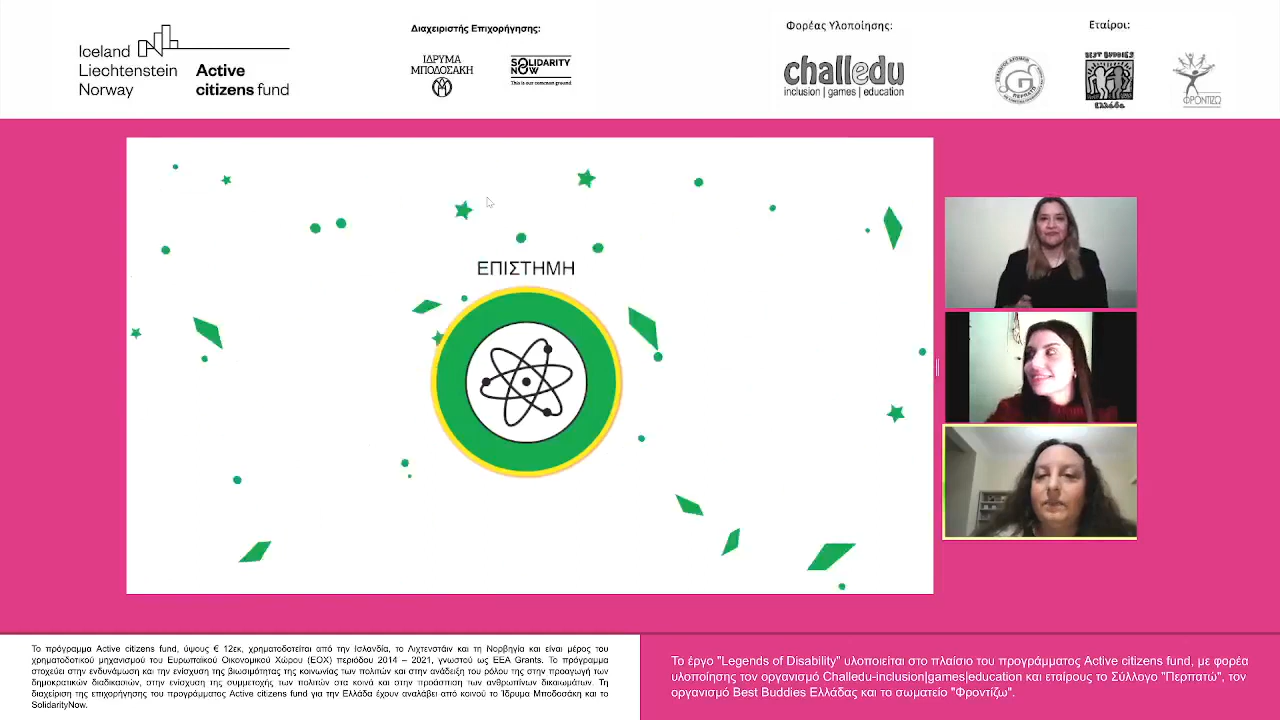 Iceland
Liechtenstein
Norway
Active
citizens fund
Διαχειριστής Επιχορήγησης:
ΙΔΡΥΜΑ
ΜΠΟΔΟΣΑΚΗ
SOLIDARITY
NOW
This is our common ground
Φορέας Υλοποίησης:
challedu
inclusion | games | education
Εταίροι:
BEST BUDDIES
Ελλάδα
ΦΡΟΝΤΙΖΩ
ΕΠΙΣΤΗΜΗ
Το πρόγραμμα Active citizens fund, ύψους € 12εκ, χρηματοδοτείται από την Ισλανδία, το Λιχτενστάιν και τη Νορβηγία και είναι μέρος του
χρηματοδοτικού μηχανισμού του Ευρωπαϊκού Οικονομικού Χώρου (ΕΟΧ) περιόδου 2014 – 2021, γνωστού ως EEA Grants. Το πρόγραμμα
στοχεύει στην ενδυνάμωση και την ενίσχυση της βιωσιμότητας της κοινωνίας των πολιτών και στην ανάδειξη του ρόλου της στην προαγωγή των
δημοκρατικών διαδικασιών, στην ενίσχυση της συμμετοχής των πολιτών στα κοινά και στην προάσπιση των ανθρωπίνων δικαιωμάτων. Τη
διαχείριση της επιχορήγησης του προγράμματος Active citizens fund για την Ελλάδα έχουν αναλάβει από κοινού το Ίδρυμα Μποδοσάκη και το
SolidarityNow.
Το έργο "Legends of Disability" υλοποιείται στο πλαίσιο του προγράμματος Active citizens fund, με φορέα
υλοποίησης τον οργανισμό Challedu-inclusion|games|education και εταίρους το Σύλλογο "Περπατώ", τον
οργανισμό Best Buddies Ελλάδας και το σωματείο "Φροντίζω".